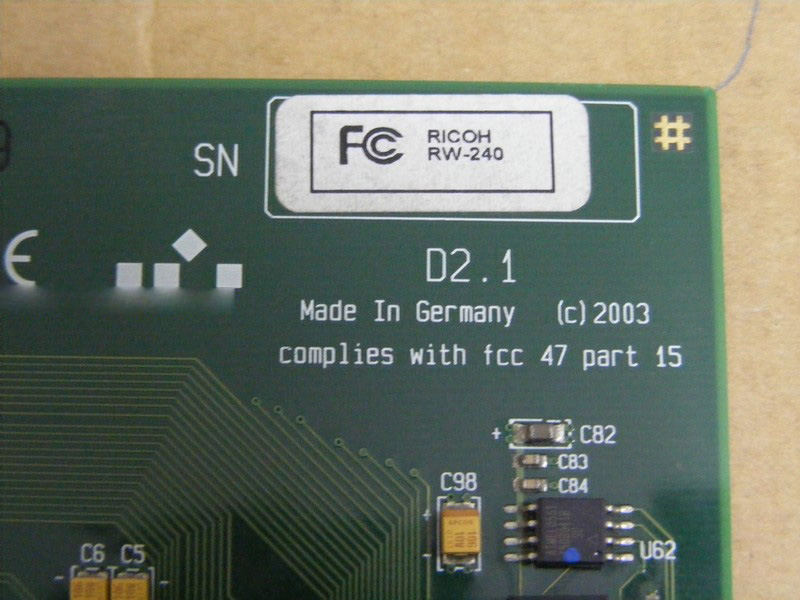 FC RICOH
RW-240
SN
D2.1
Made In Germany (c) 2003
complies with fcc 47 part 15
C82
C83
C84
C98
U62
C6 C5